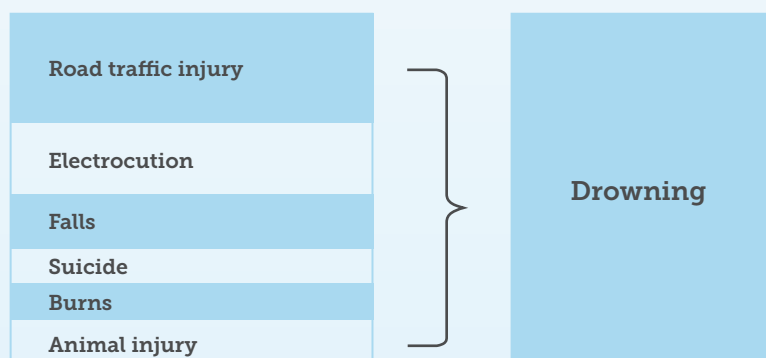 Road traffic injury
Electrocution
Falls
Suicide
Burns
Animal injury
Drowning